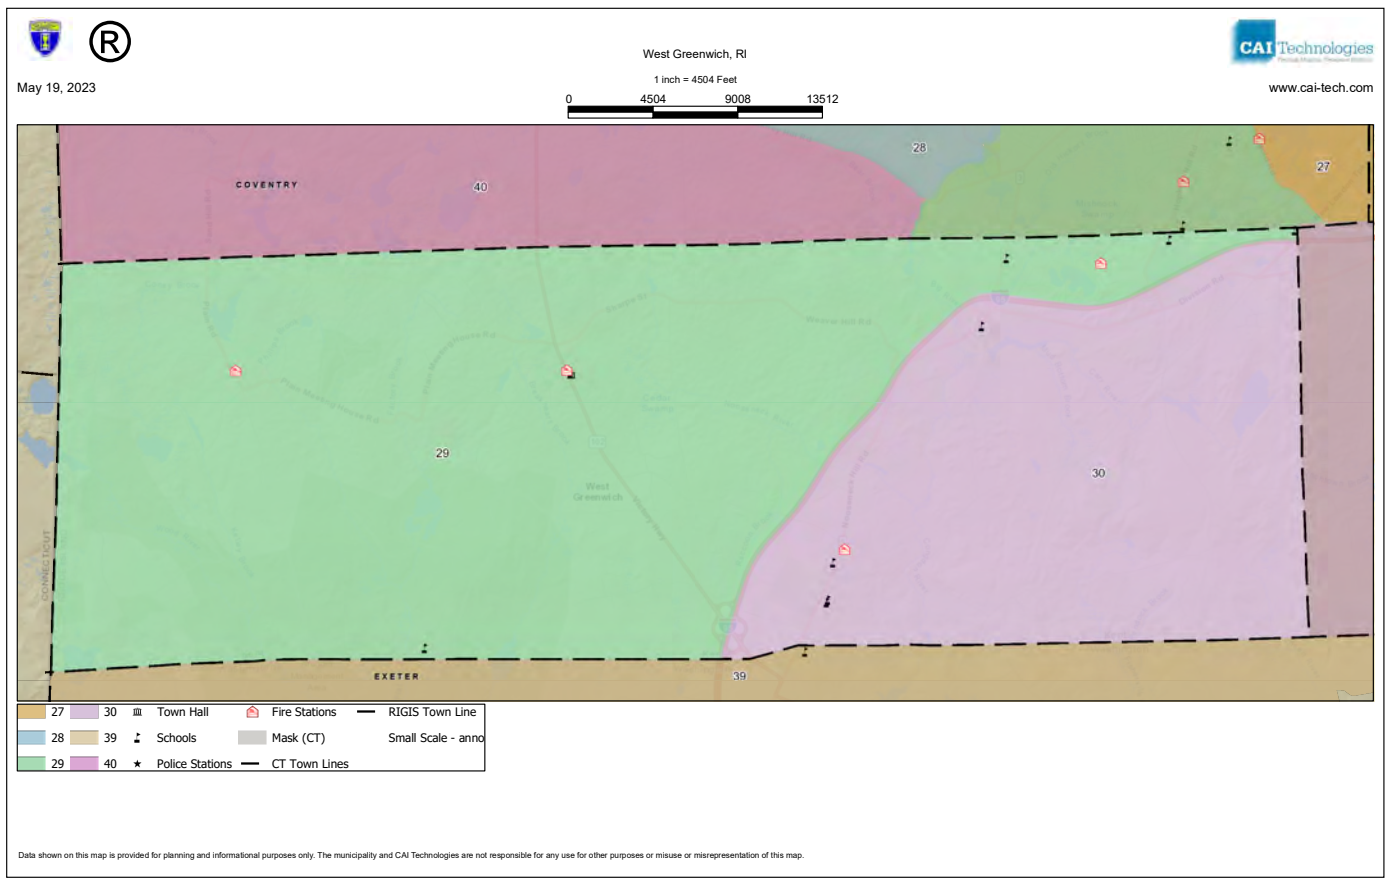 ®
May 19, 2023
West Greenwich, RI
1 inch = 4504 Feet
0 4504 9008 13512
CAI Technologies
www.cai-tech.com
28
27
COVENTRY
40
29
West
Greenwich
30
CONNECTICUT
EXETER
39
27 30 Town Hall Fire Stations RIGIS Town Line
28 39 Schools Mask (CT) Small Scale - anno
29 40 Police Stations CT Town Lines
Data shown on this map is provided for planning and informational purposes only. The municipality and CAI Technologies are not responsible for any use for other purposes or misuse or misrepresentation of this map.